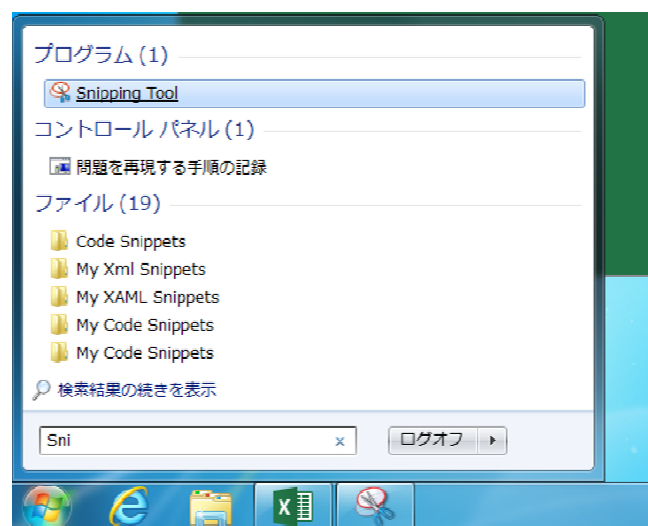 プログラム (1)
Snipping Tool
コントロール パネル (1)
問題を再現する手順の記録
ファイル (19)
Code Snippets
My Xml Snippets
My XAML Snippets
My Code Snippets
My Code Snippets
検索結果の続きを表示
Sni × ログオフ